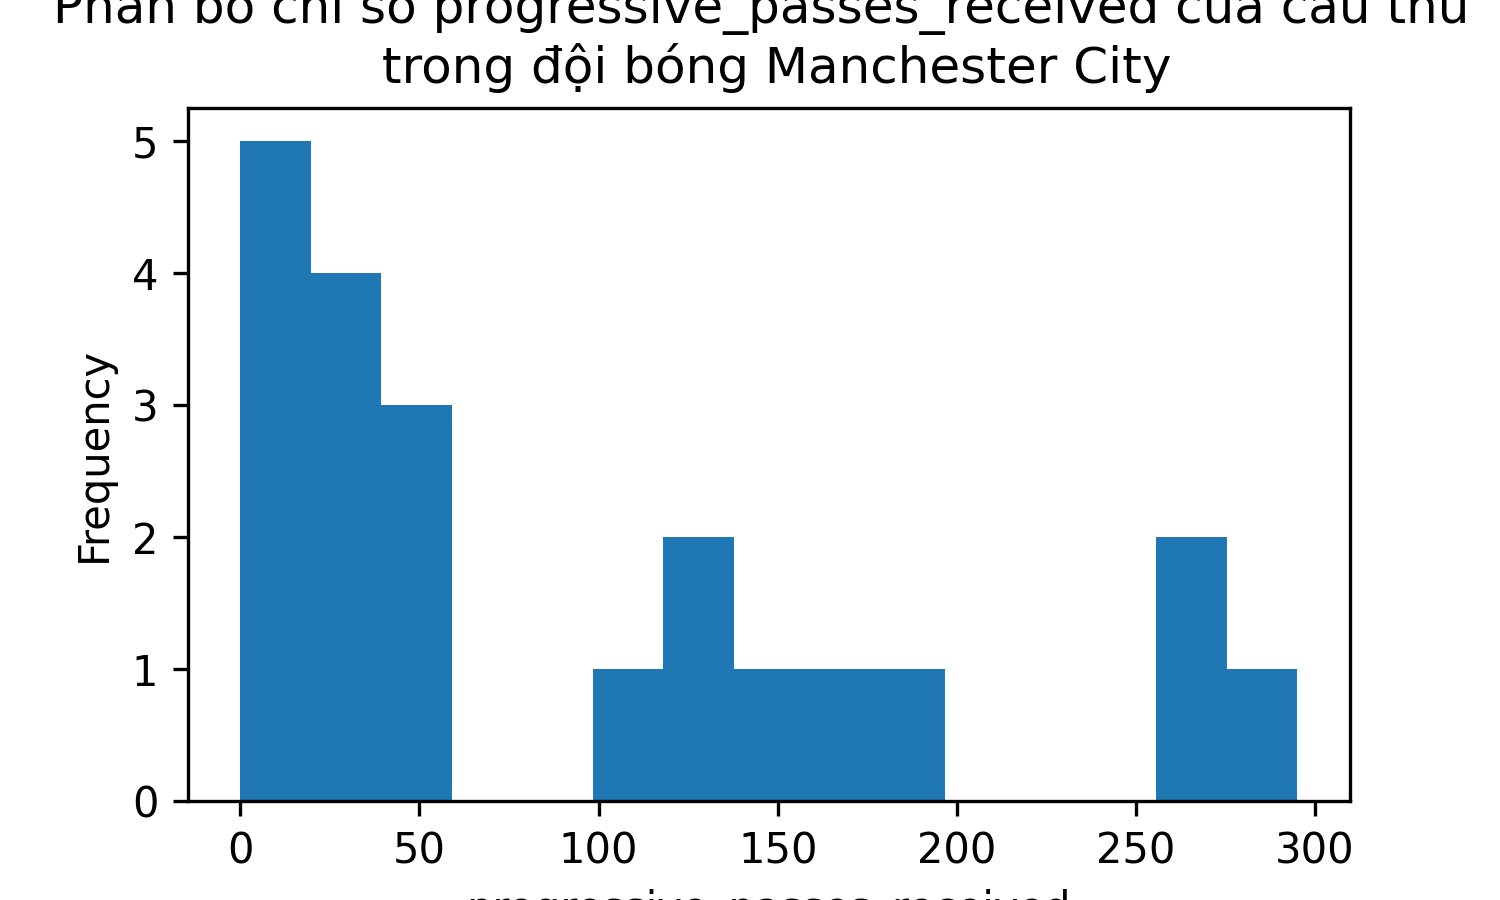 Phân bố chỉ số progressive_passes_received của cầu thủ
trong đội bóng Manchester City
5
4
3
2
1
0
Frequency
0 50 100 150 200 250 300
progressive_passes_received